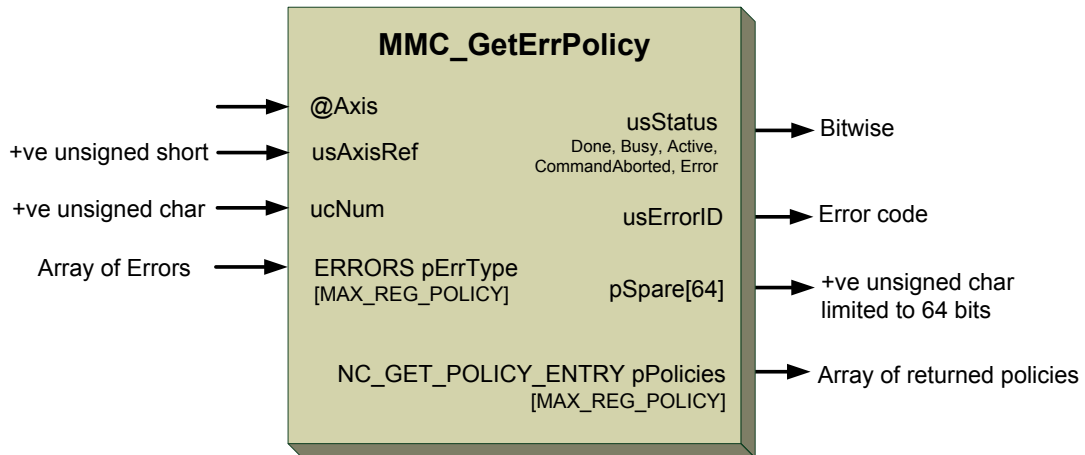 MMC_GetErrPolicy
@Axis
+ve unsigned short
usAxisRef
+ve unsigned char
ucNum
Array of Errors
ERRORS pErrType
[MAX_REG_POLICY]
usStatus
Done, Busy, Active,
CommandAborted, Error
Bitwise
usErrorID
Error code
pSpare[64]
+ve unsigned char
limited to 64 bits
NC_GET_POLICY_ENTRY pPolicies
[MAX_REG_POLICY]
Array of returned policies